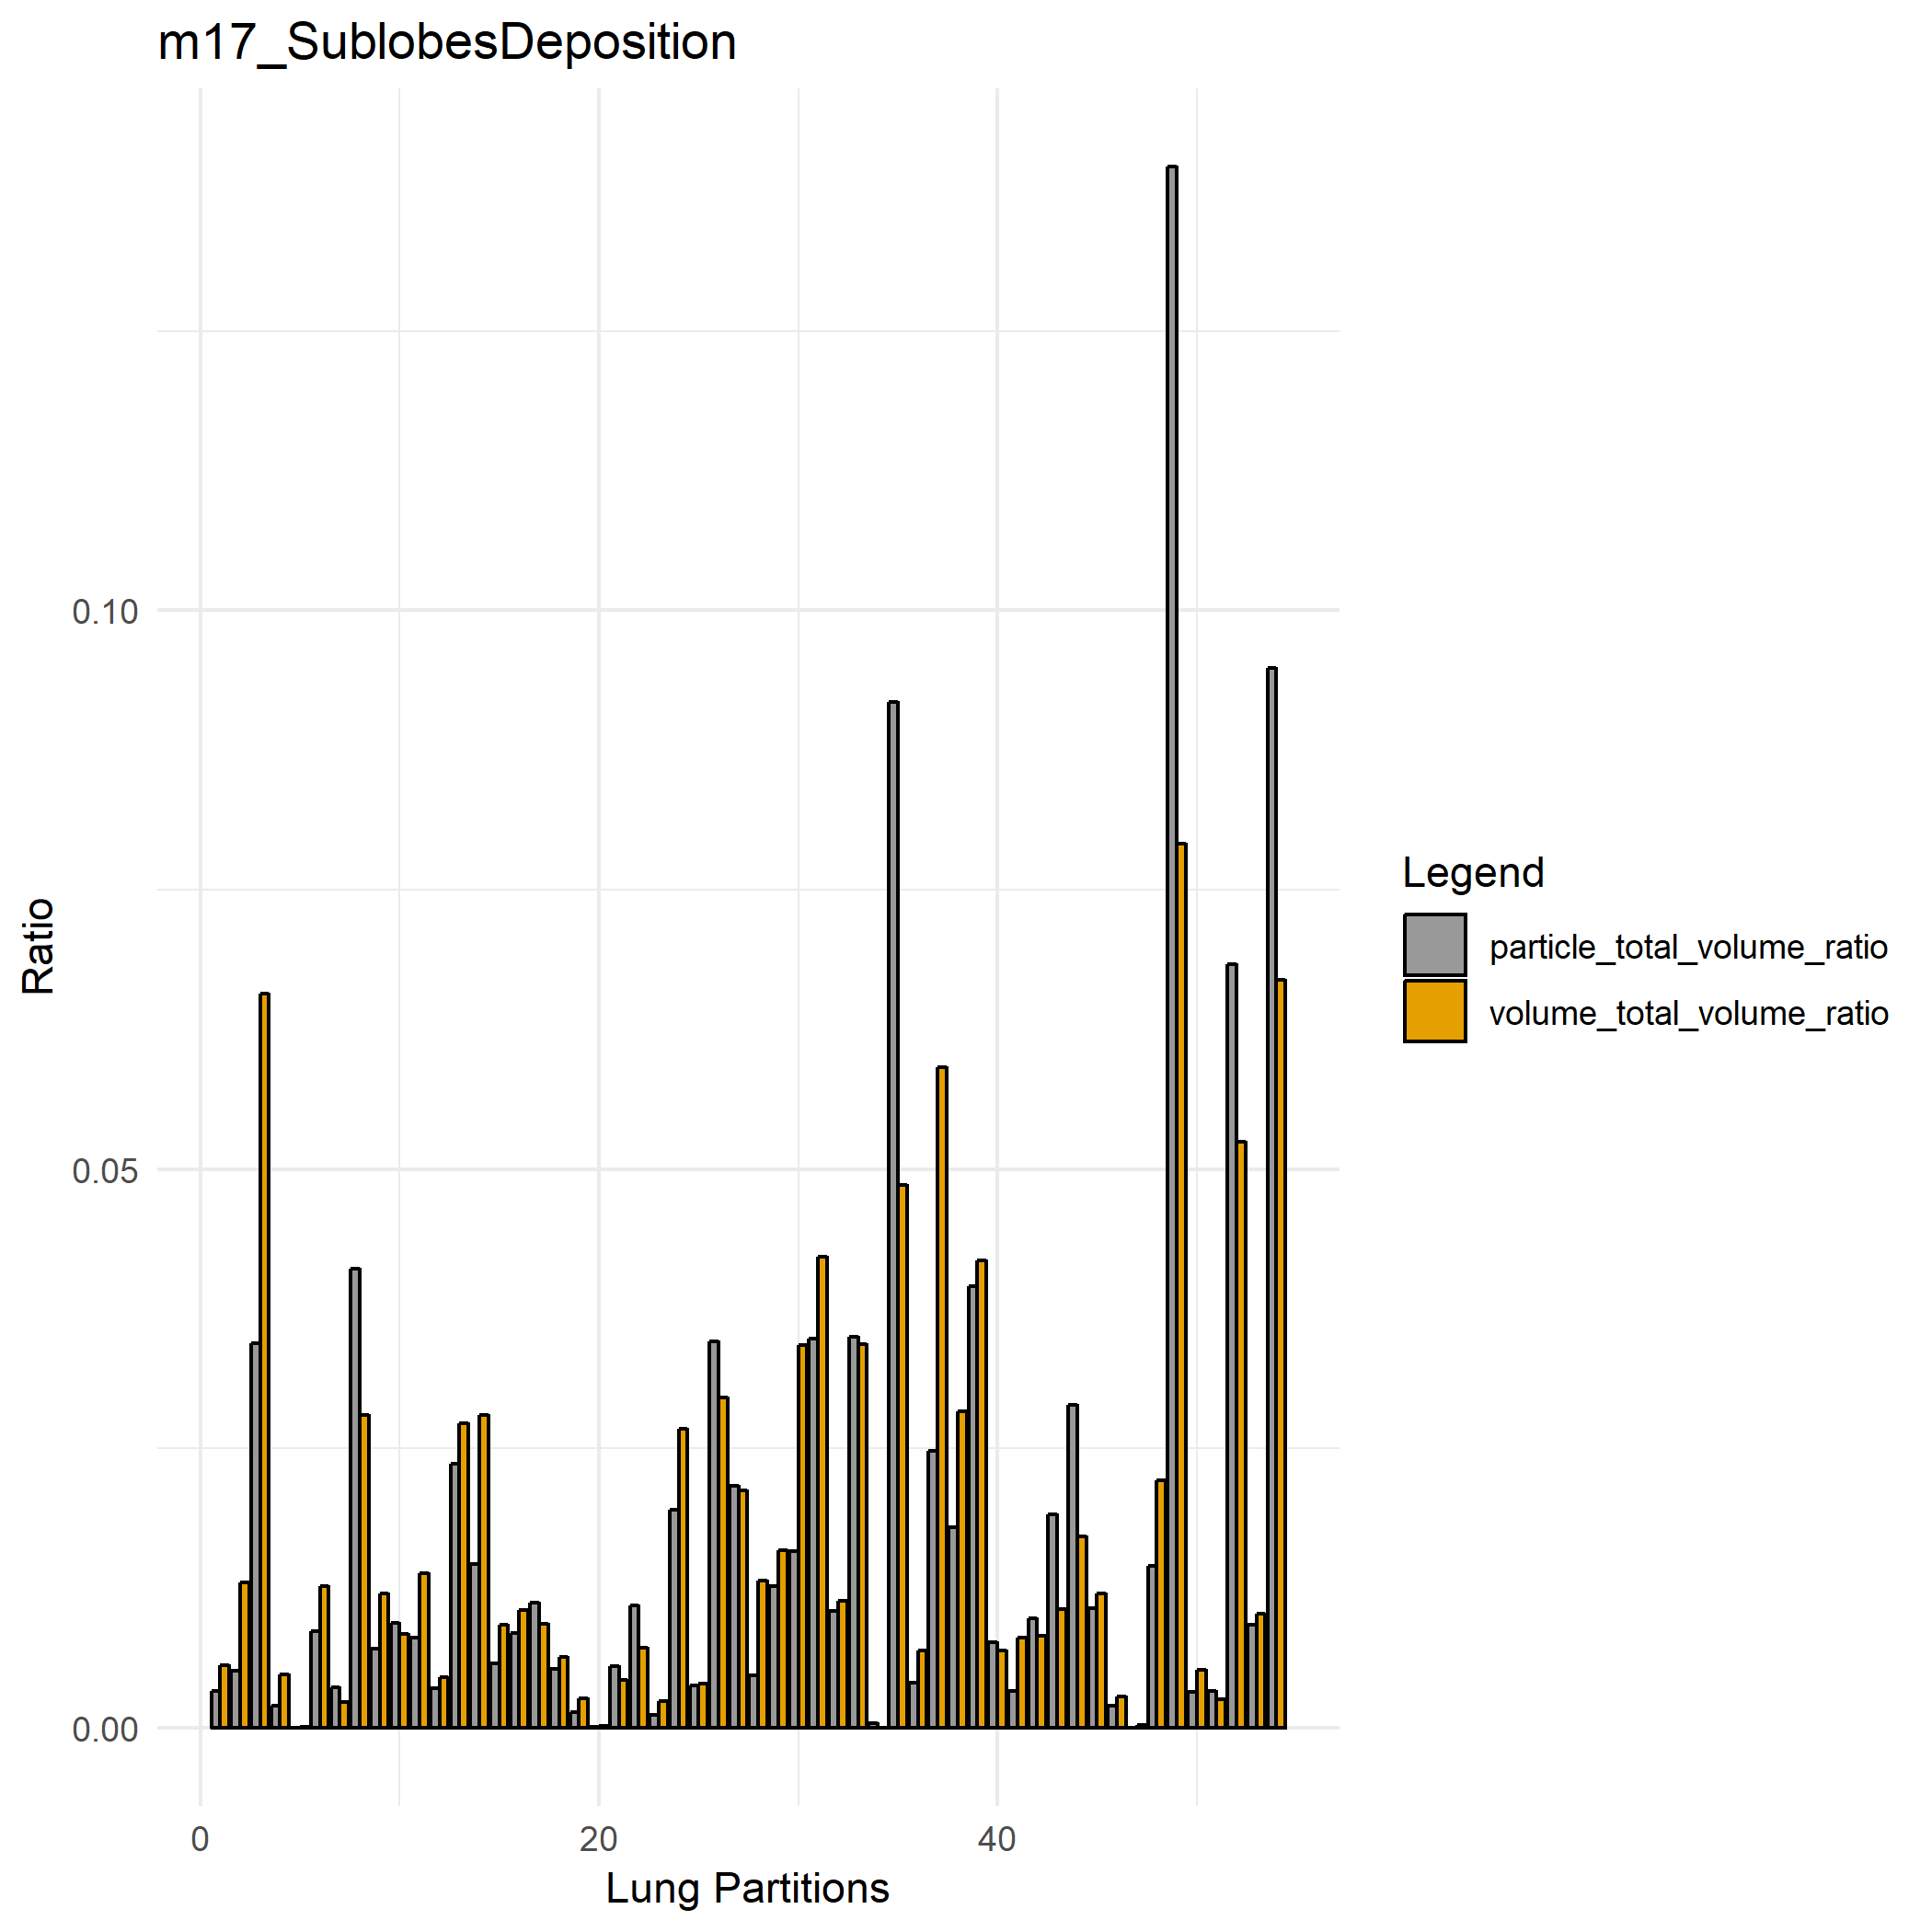 m17_SublobesDeposition
0.10
0.05
0.00
Ratio
0
20
40
Lung Partitions
Legend
particle_total_volume_ratio
volume_total_volume_ratio